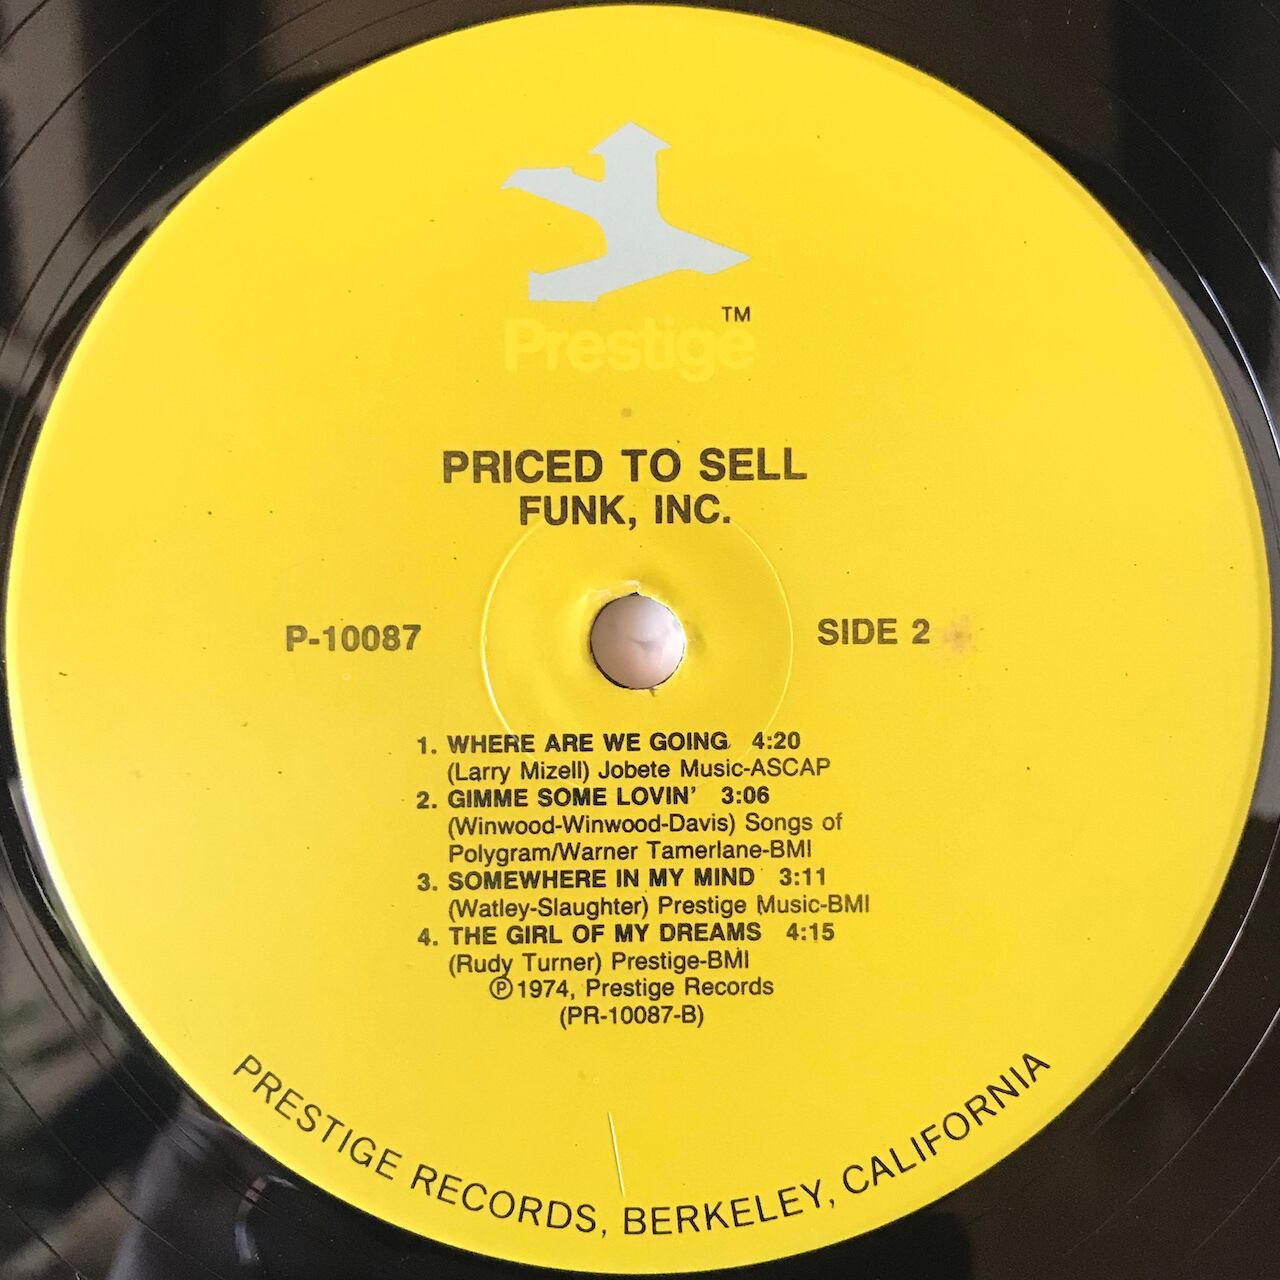 TM
Prestige
PRICED TO SELL
FUNK, INC.
P-10087
SIDE 2
1. WHERE ARE WE GOING 4:20
(Larry Mizell) Jobete Music-ASCAP
2. GIMME SOME LOVIN' 3:06
(Winwood-Winwood-Davis) Songs of
Polygram/Warner Tamerlane-BMI
3. SOMEWHERE IN MY MIND 3:11
(Watley-Slaughter) Prestige Music-BMI
4. THE GIRL OF MY DREAMS 4:15
(Rudy Turner) Prestige-BMI
℗1974, Prestige Records
(PR-10087-B)
PRESTIGE RECORDS, BERKELEY, CALIFORNIA